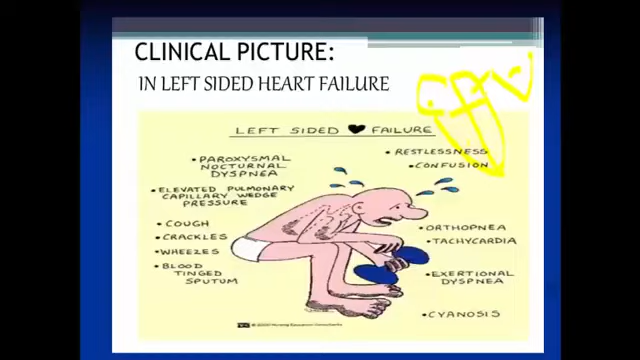 CLINICAL PICTURE:
IN LEFT SIDED HEART FAILURE
LEFT SIDED FAILURE
• PAROXYSMAL
NOCTURNAL
DYSPNEA
• ELEVATED PULMONARY
CAPILLARY WEDGE
PRESSURE
• COUGH
• CRACKLES
• WHEEZES
• BLOOD
TINGED
SPUTUM
• RESTLESSNESS
• CONFUSION
• ORTHOPNEA
• TACHYCARDIA
• EXERTIONAL
DYSPNEA
• CYANOSIS